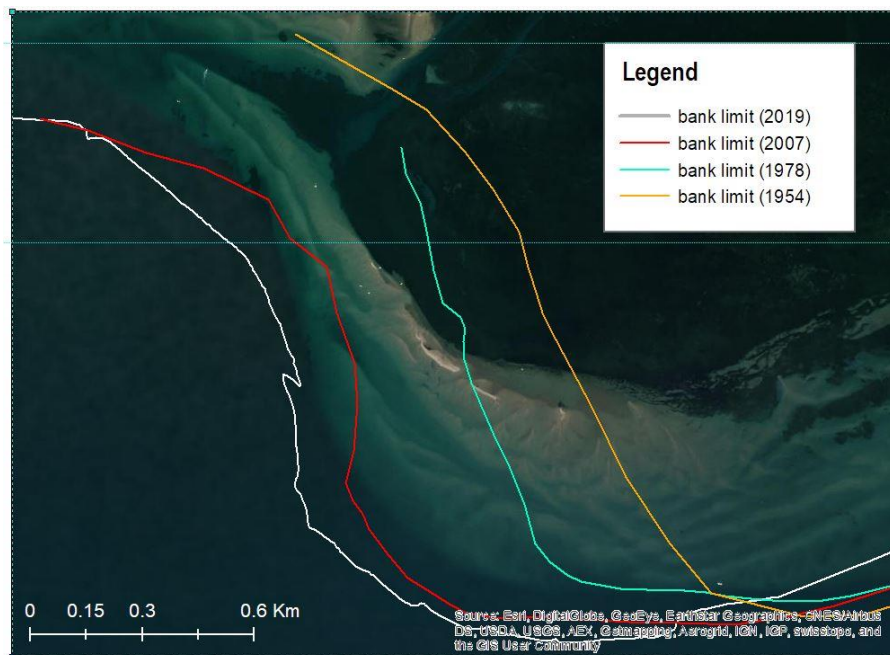 Legend
bank limit (2019)
bank limit (2007)
bank limit (1978)
bank limit (1954)
0 0.15 0.3 0.6 Km
Source: Esri, DigitalGlobe, GeoEye, Earthstar Geographics, CNES/Airbus
DS, USDA, USGS, AEX, Getmapping, Aerogrid, IGN, IGP, swisstopo, and
the GIS User Community